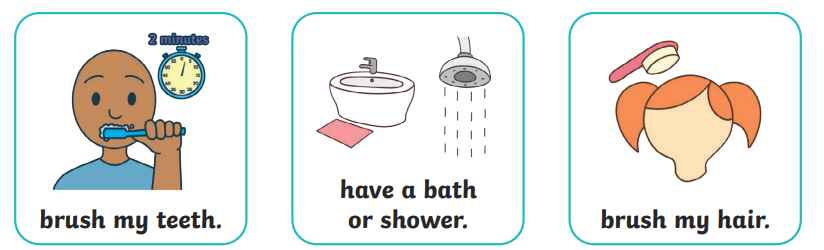 2 minutes
brush my teeth.
have a bath
or shower.
brush my hair.